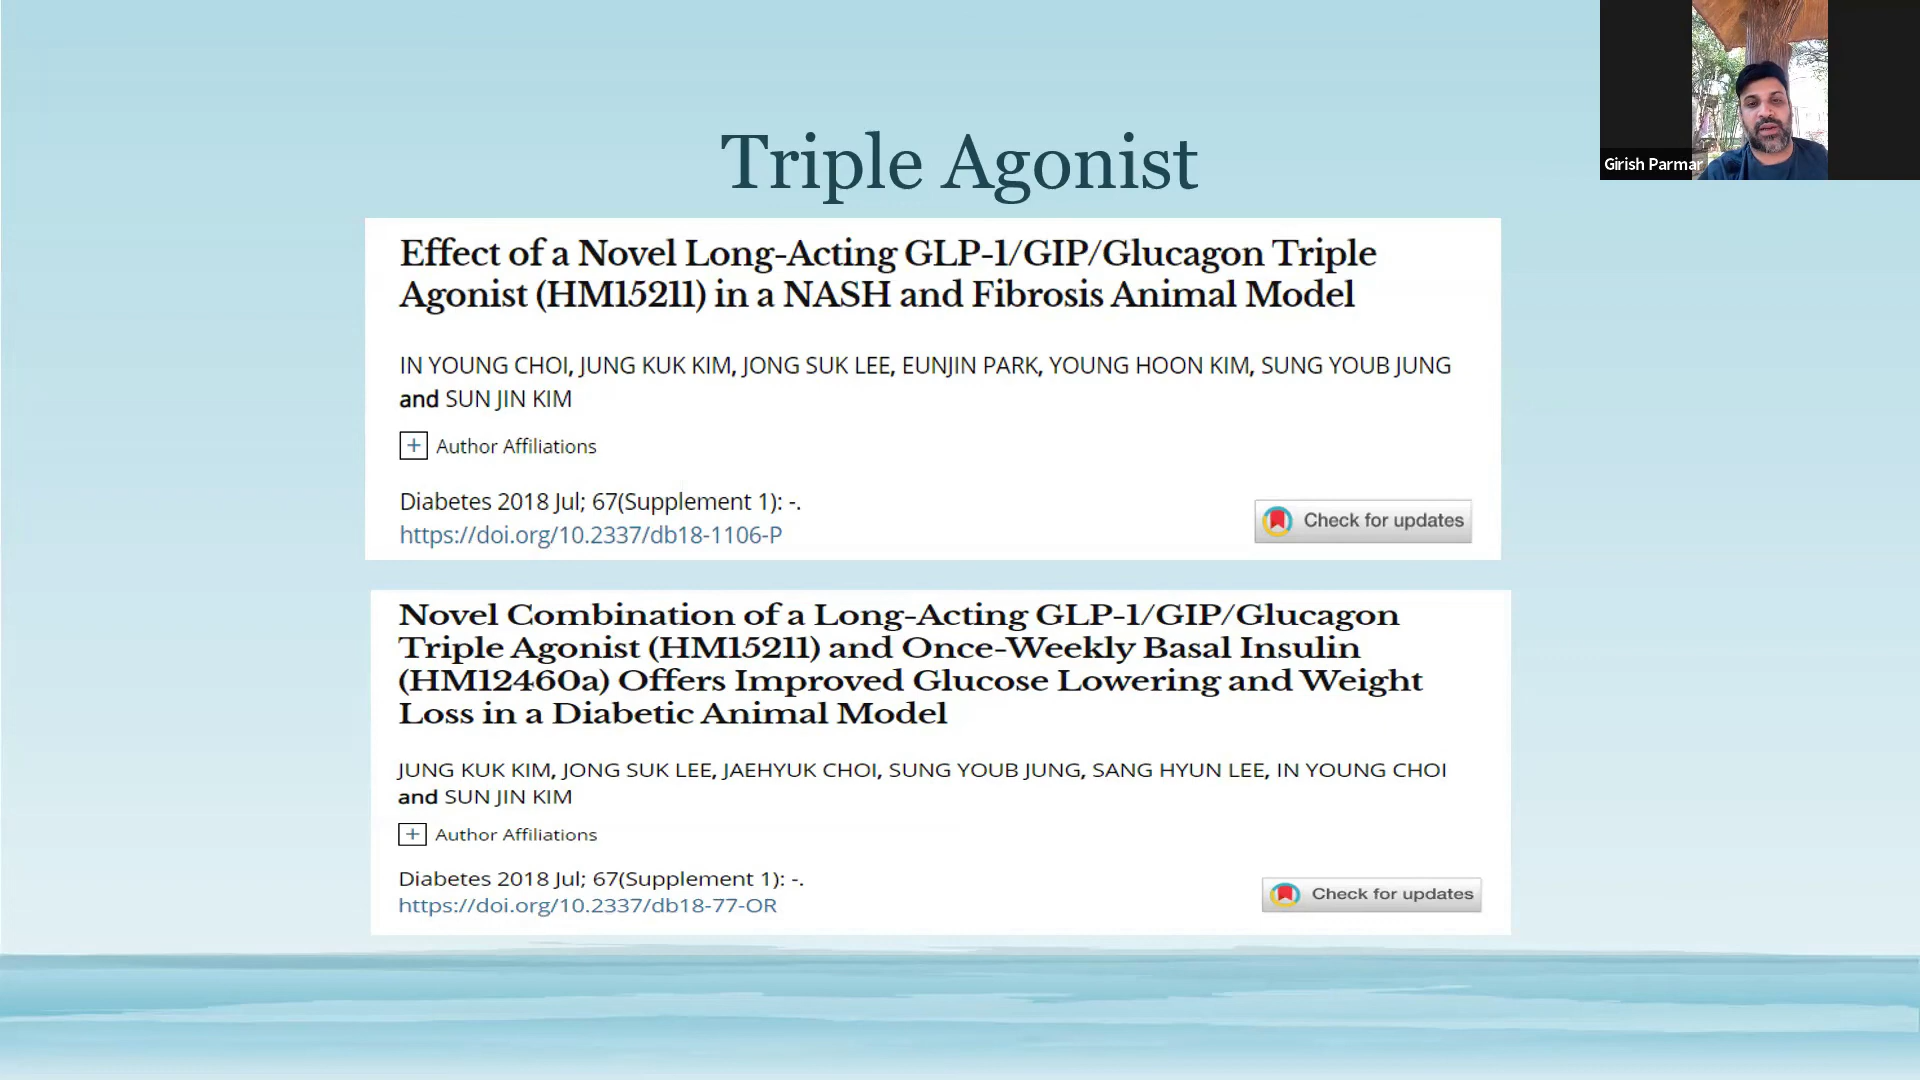 Girish Parmar
Triple Agonist
Effect of a Novel Long-Acting GLP-1/GIP/Glucagon Triple
Agonist (HM15211) in a NASH and Fibrosis Animal Model
IN YOUNG CHOI, JUNG KUK KIM, JONG SUK LEE, EUNJIN PARK, YOUNG HOON KIM, SUNG YOUB JUNG
and SUN JIN KIM
+ Author Affiliations
Diabetes 2018 Jul; 67(Supplement 1): -.
https://doi.org/10.2337/db18-1106-P
Check for updates
Novel Combination of a Long-Acting GLP-1/GIP/Glucagon
Triple Agonist (HM15211) and Once-Weekly Basal Insulin
(HM12460a) Offers Improved Glucose Lowering and Weight
Loss in a Diabetic Animal Model
JUNG KUK KIM, JONG SUK LEE, JAEHYUK CHOI, SUNG YOUB JUNG, SANG HYUN LEE, IN YOUNG CHOI
and SUN JIN KIM
+ Author Affiliations
Diabetes 2018 Jul; 67(Supplement 1): -.
https://doi.org/10.2337/db18-77-OR
Check for updates